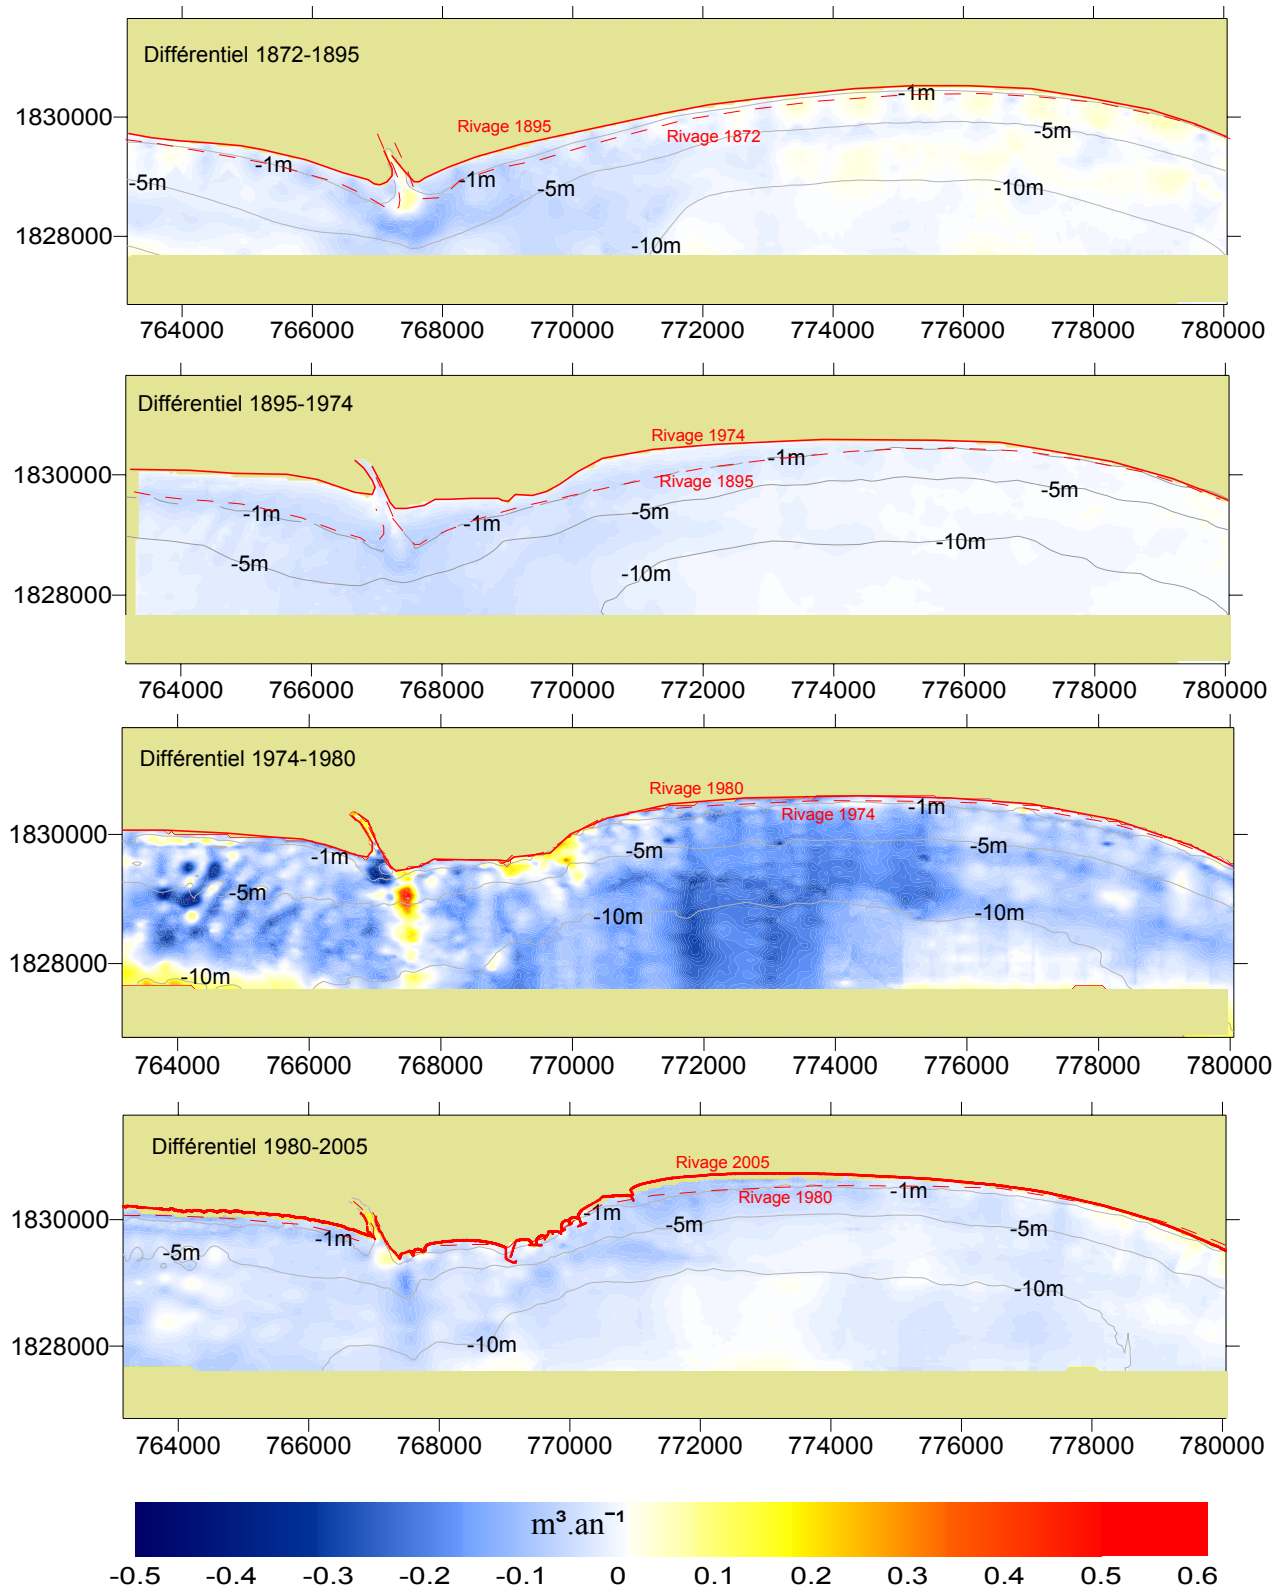 Différentiel 1872-1895
-1m
1830000
Rivage 1895
-5m
Rivage 1872
-1m
-1m
-5m
-5m
-10m
1828000
-10m
764000 766000 768000 770000 772000 774000 776000 778000 780000
Différentiel 1895-1974
Rivage 1974
-1m
1830000
Rivage 1895
-5m
-1m
-5m
-1m
-10m
-5m
-10m
1828000
764000 766000 768000 770000 772000 774000 776000 778000 780000
Différentiel 1974-1980
Rivage 1980
-1m
Rivage 1974
1830000
-5m
-5m
-1m
-5m
-10m
-10m
1828000
-10m
764000 766000 768000 770000 772000 774000 776000 778000 780000
Différentiel 1980-2005
Rivage 2005
-1m
Rivage 1980
1830000
-1m
-5m
-5m
-1m
-5m
-10m
1828000
-10m
764000 766000 768000 770000 772000 774000 776000 778000 780000
m³.an⁻¹
-0.5 -0.4 -0.3 -0.2 -0.1 0 0.1 0.2 0.3 0.4 0.5 0.6